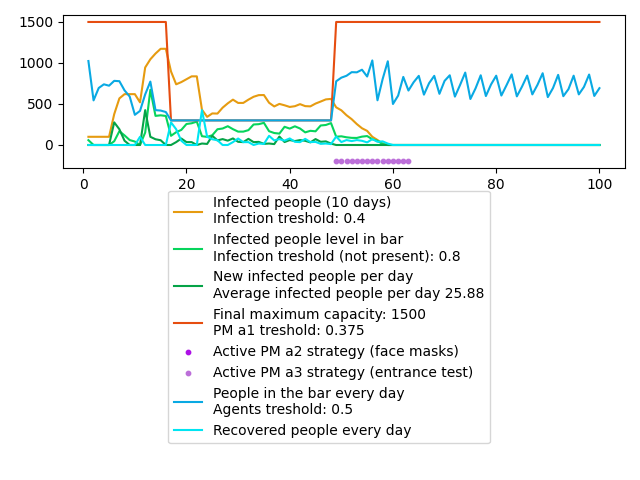 1500
1000
500
0
0
20
40
60
80
100
Infected people (10 days)
Infection treshold: 0.4
Infected people level in bar
Infection treshold (not present): 0.8
New infected people per day
Average infected people per day 25.88
Final maximum capacity: 1500
PM a1 treshold: 0.375
Active PM a2 strategy (face masks)
Active PM a3 strategy (entrance test)
People in the bar every day
Agents treshold: 0.5
Recovered people every day